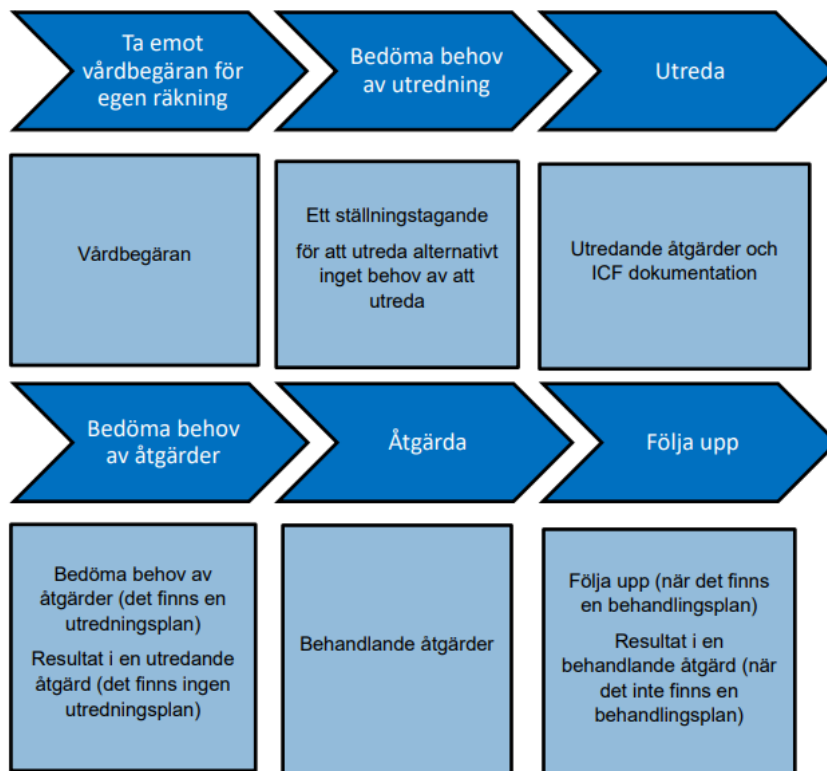 Ta emot
vårdbegäran för
egen räkning
Bedöma behov
av utredning
Utreda
Vårdbegäran
Ett ställningstagande
för att utreda alternativt
inget behov av att
utreda
Utredande åtgärder och
ICF dokumentation
Bedöma behov
av åtgärder
Åtgärda
Följa upp
Bedöma behov av
åtgärder (det finns en
utredningsplan)
Resultat i en utredande
åtgärd (det finns ingen
utredningsplan)
Behandlande åtgärder
Följa upp (när det finns
en behandlingsplan)
Resultat i en
behandlande åtgärd (när
det inte finns en
behandlingsplan)